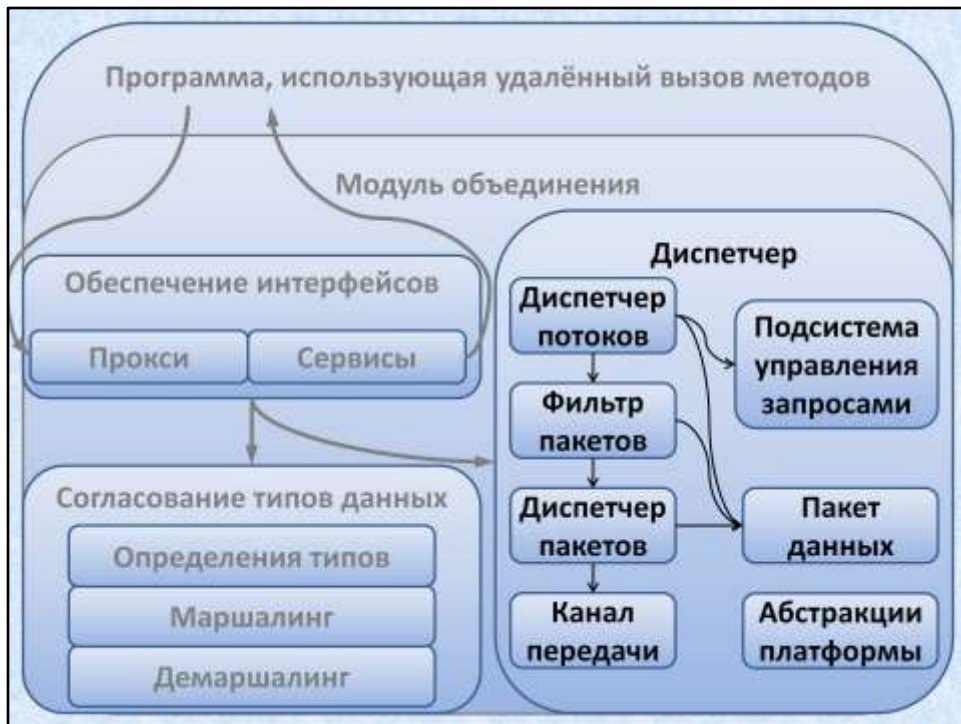 Программа, использующая удалённый вызов методов
Модуль объединения
Обеспечение интерфейсов
Прокси
Сервисы
Согласование типов данных
Определения типов
Маршалинг
Демаршалинг
Диспетчер
Диспетчер
потоков
Подсистема
управления
запросами
Фильтр
пакетов
Диспетчер
пакетов
Пакет
данных
Канал
передачи
Абстракции
платформы